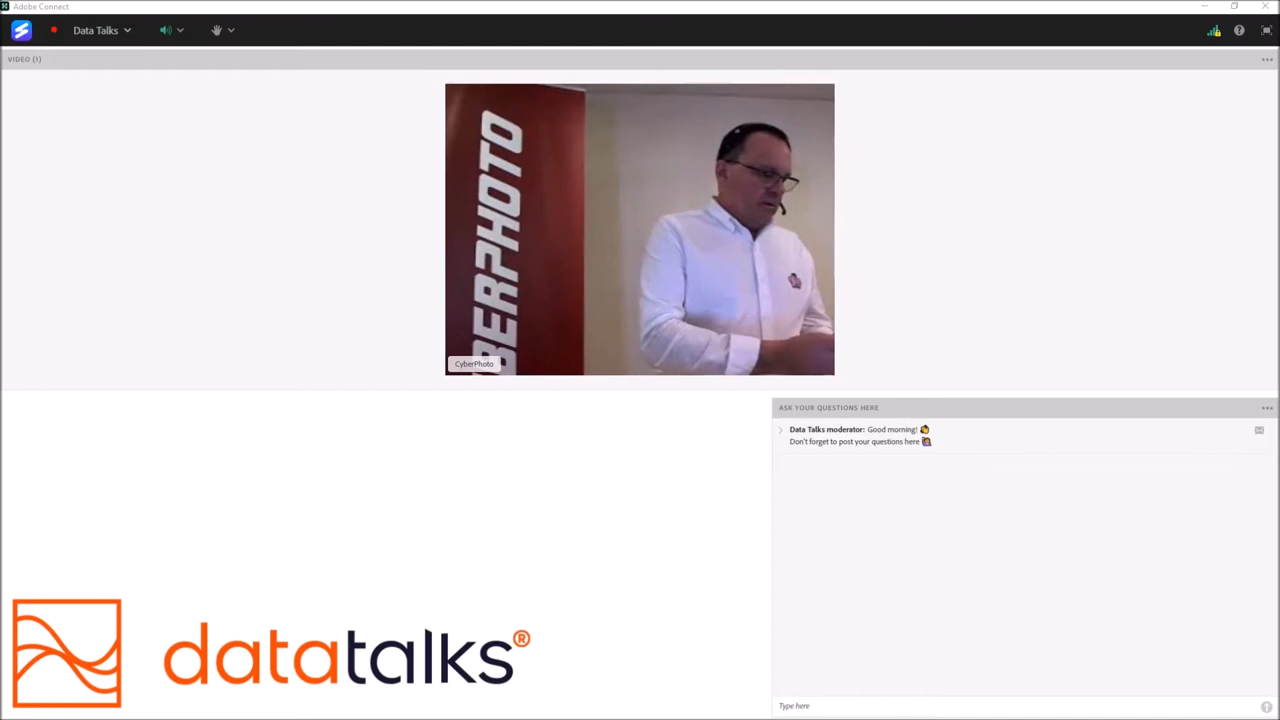 Adobe Connect
Data Talks
VIDEO (1)
CYBERPHOTO
CyberPhoto
ASK YOUR QUESTIONS HERE
Data Talks moderator: Good morning! 🙋
Don't forget to post your questions here 🙋
Type here
datatalks®